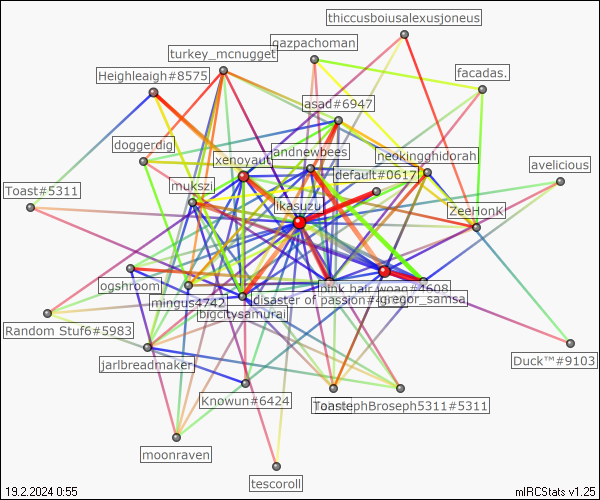 thiccusboiusalexusjoneus
gazpachoman
turkey_mcnugget
Heighleaigh#8575
facadas.
asad#6947
doggerdig
andnewbees
neokingghidorah
xenoyaut
default#0617
avelicious
mukszi
Toast#5311
Ikasuzu
ZeeHonK
ogshroom
pink hair woag#4608
mingus4742
disaster of passion#4
gregor_samsa
bigcitysamurai
Random Stuf6#5983
Duck™#9103
jarlbreadmaker
Knowun#6424
ToastephBroseph5311#5311
moonraven
tescoroll
19.2.2024 0:55
mIRCStats v1.25